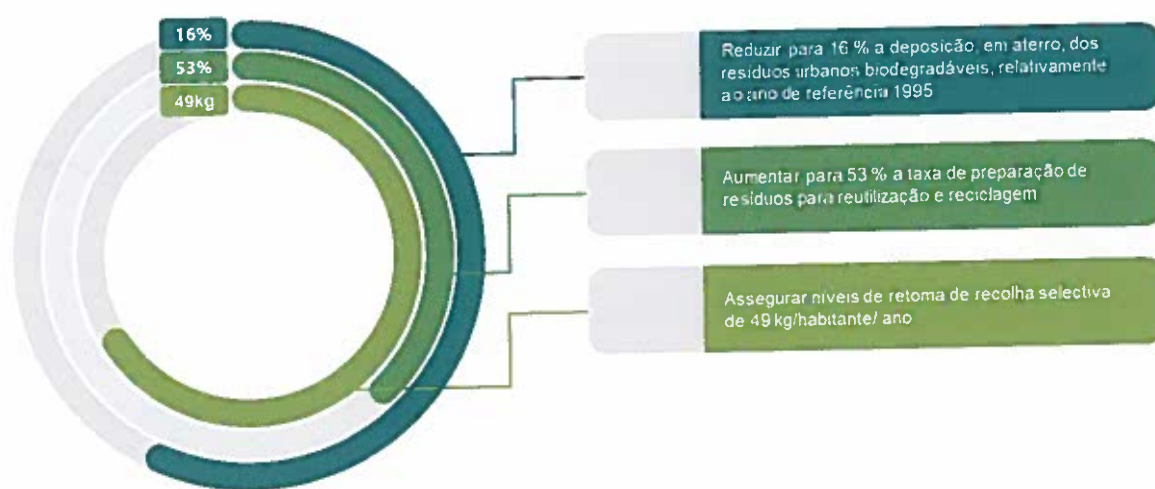 16%
53%
49kg
Reduzir para 16 % a deposição, em aterro, dos
resíduos urbanos biodegradáveis, relativamente
ao ano de referência 1995
Aumentar para 53 % a taxa de preparação de
resíduos para reutilização e reciclagem
Assegurar níveis de retoma de recolha selectiva
de 49 kg/habitante/ ano